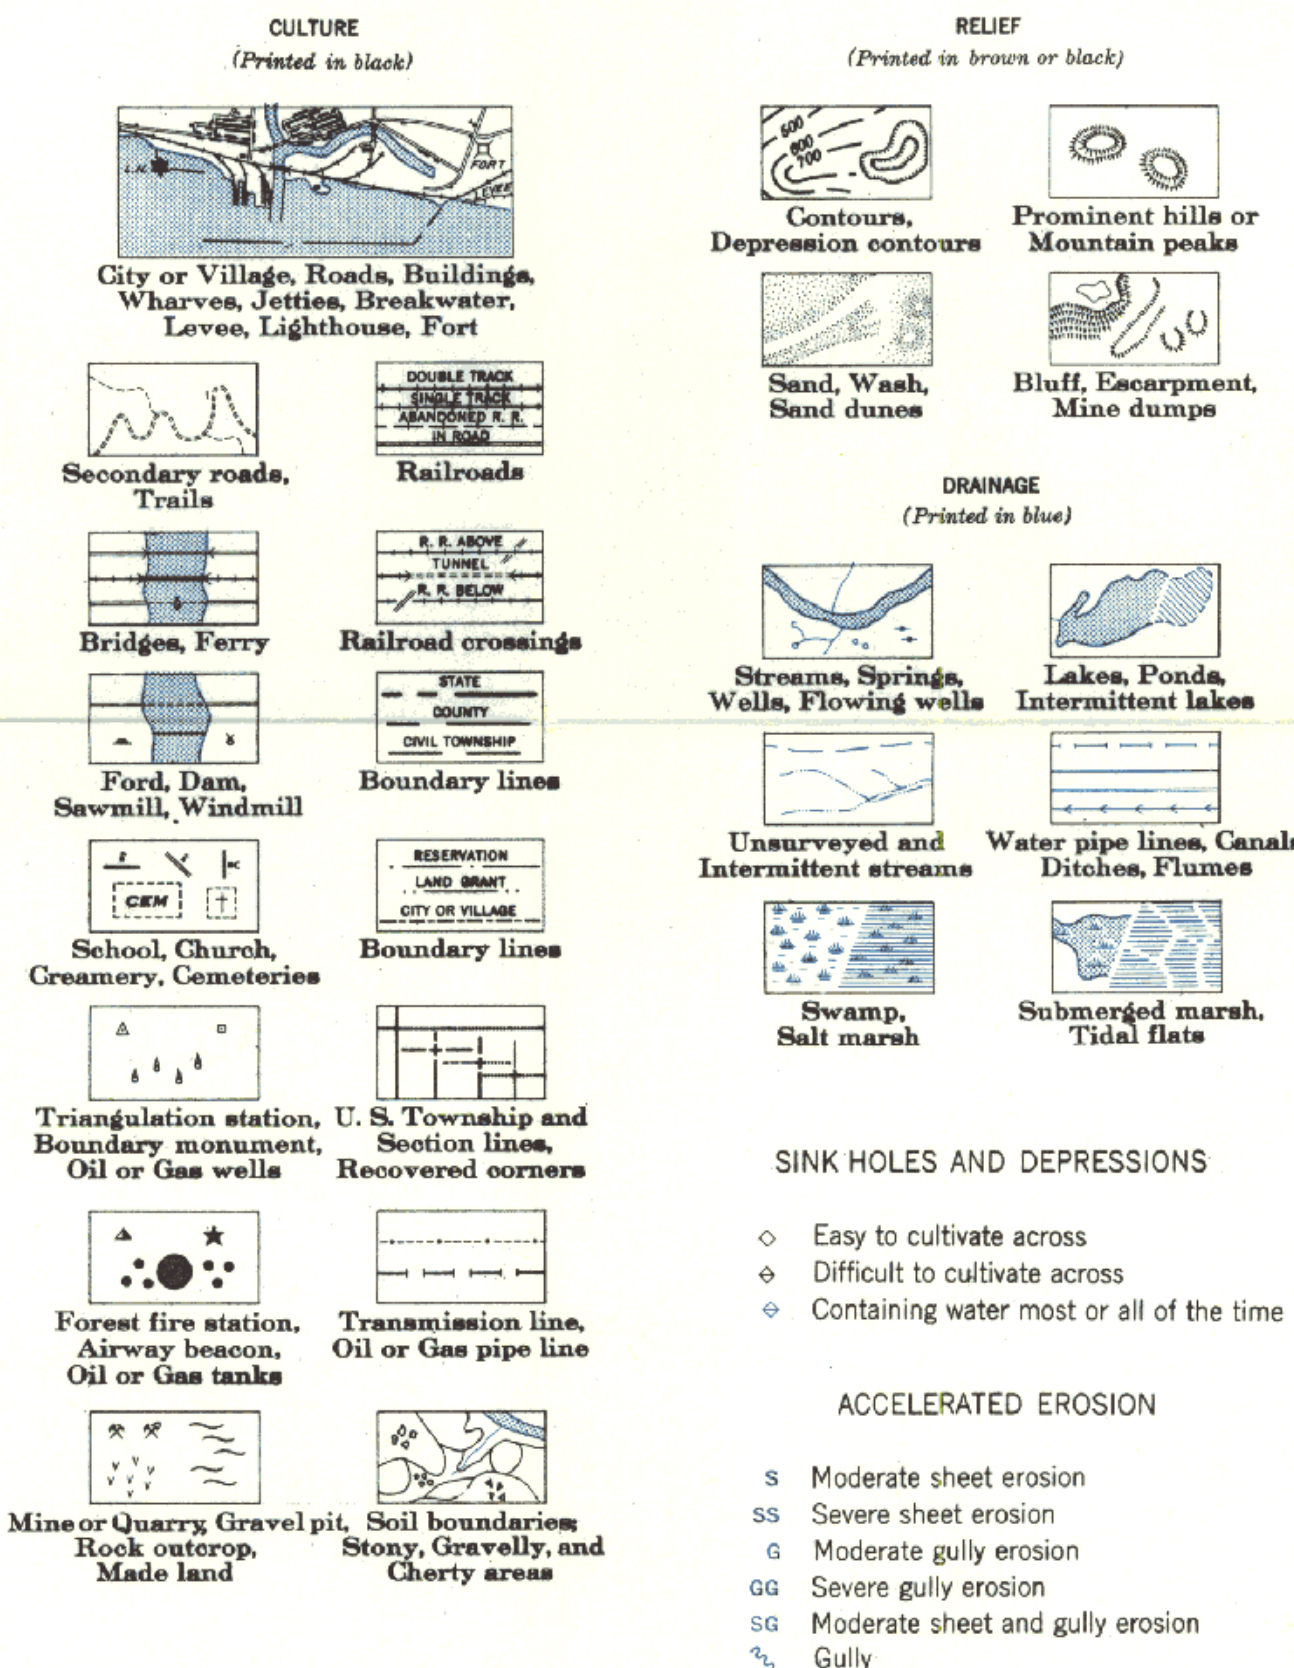 CULTURE
(Printed in black)
L.H.
FORT
LEVEE
City or Village, Roads, Buildings,
Wharves, Jetties, Breakwater,
Levee, Lighthouse, Fort
Secondary roads,
Trails
DOUBLE TRACK
SINGLE TRACK
ABANDONED R. R.
IN ROAD
Railroads
Bridges, Ferry
R. R. ABOVE
TUNNEL
R. R. BELOW
Railroad crossings
Ford, Dam,
Sawmill, Windmill
STATE
COUNTY
CIVIL TOWNSHIP
Boundary lines
CEM
School, Church,
Creamery, Cemeteries
RESERVATION
LAND GRANT
CITY OR VILLAGE
Boundary lines
Triangulation station,
Boundary monument,
Oil or Gas wells
U. S. Township and
Section lines,
Recovered corners
Forest fire station,
Airway beacon,
Oil or Gas tanks
Transmission line,
Oil or Gas pipe line
Mine or Quarry, Gravel pit,
Rock outcrop,
Made land
Soil boundaries;
Stony, Gravelly, and
Cherty areas
RELIEF
(Printed in brown or black)
500
600
700
Contours,
Depression contours
Prominent hills or
Mountain peaks
Sand, Wash,
Sand dunes
Bluff, Escarpment,
Mine dumps
DRAINAGE
(Printed in blue)
Streams, Springs,
Wells, Flowing wells
Lakes, Ponds,
Intermittent lakes
Unsurveyed and
Intermittent streams
Water pipe lines, Canals
Ditches, Flumes
Swamp,
Salt marsh
Submerged marsh,
Tidal flats
SINK HOLES AND DEPRESSIONS
Easy to cultivate across
Difficult to cultivate across
Containing water most or all of the time
ACCELERATED EROSION
S Moderate sheet erosion
SS Severe sheet erosion
G Moderate gully erosion
GG Severe gully erosion
SG Moderate sheet and gully erosion
Gully